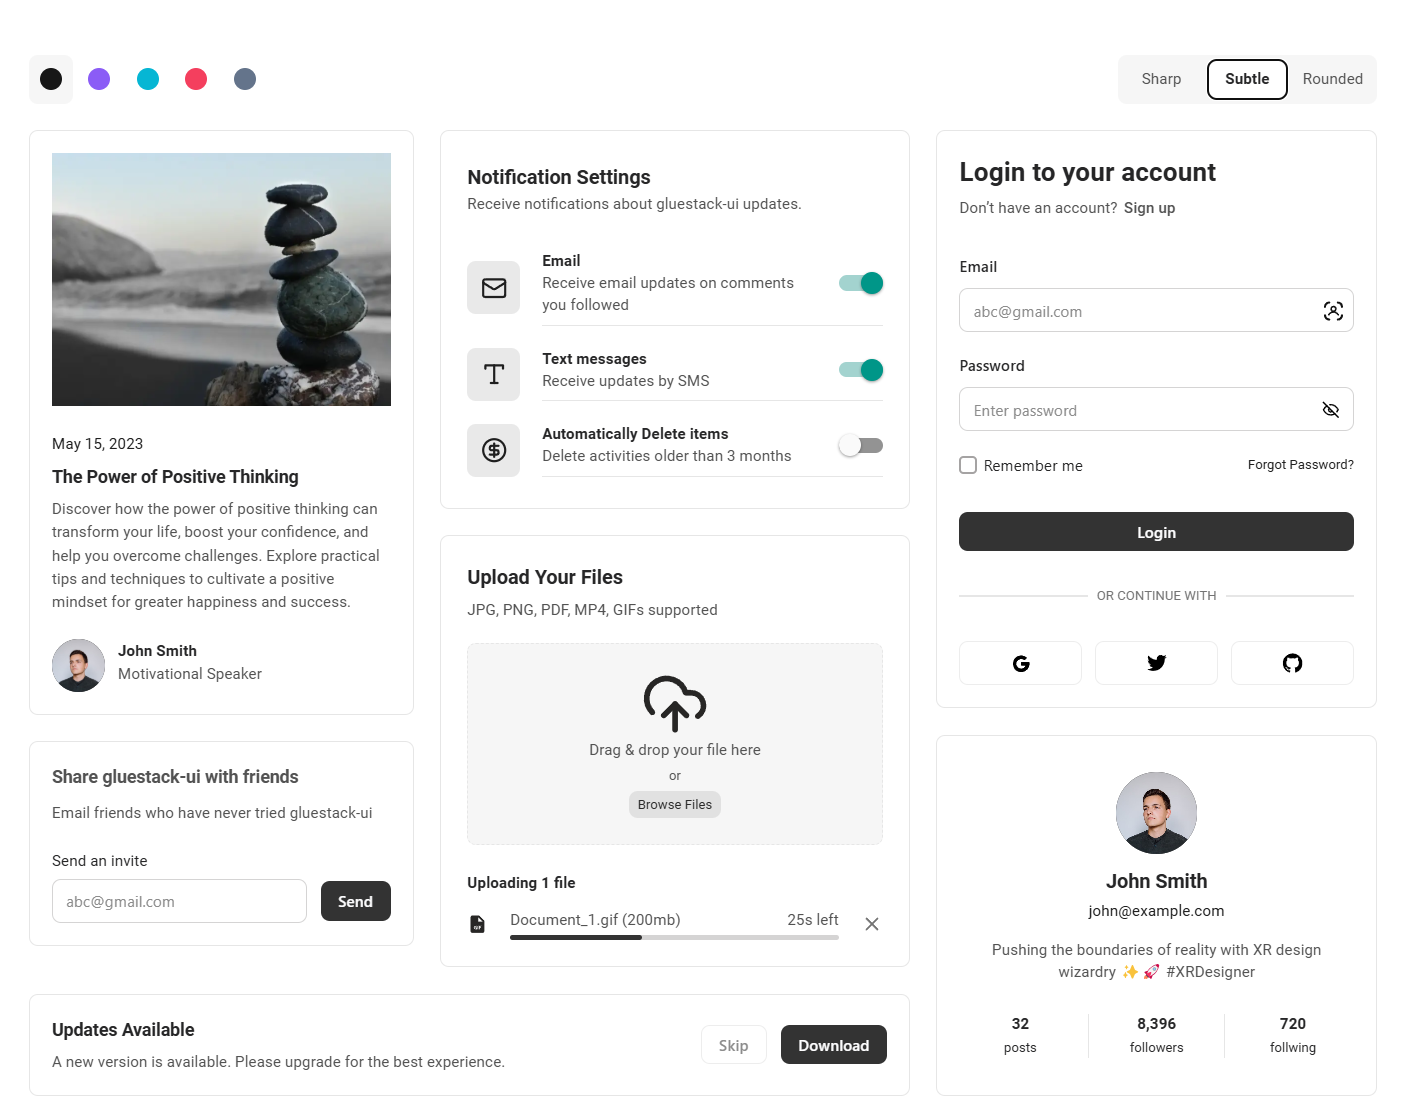 Sharp
Subtle
Rounded
May 15, 2023
The Power of Positive Thinking
Discover how the power of positive thinking can
transform your life, boost your confidence, and
help you overcome challenges. Explore practical
tips and techniques to cultivate a positive
mindset for greater happiness and success.
John Smith
Motivational Speaker
Share gluestack-ui with friends
Email friends who have never tried gluestack-ui
Send an invite
abc@gmail.com
Send
Notification Settings
Receive notifications about gluestack-ui updates.
Email
Receive email updates on comments
you followed
Text messages
Receive updates by SMS
Automatically Delete items
Delete activities older than 3 months
Upload Your Files
JPG, PNG, PDF, MP4, GIFs supported
Drag & drop your file here
or
Browse Files
Uploading 1 file
GIF
Document_1.gif (200mb)
25s left
Updates Available
A new version is available. Please upgrade for the best experience.
Skip
Download
Login to your account
Don’t have an account? Sign up
Email
abc@gmail.com
Password
Enter password
Remember me
Forgot Password?
Login
OR CONTINUE WITH
John Smith
john@example.com
Pushing the boundaries of reality with XR design
wizardry ✨🚀 #XRDesigner
32
posts
8,396
followers
720
follwing